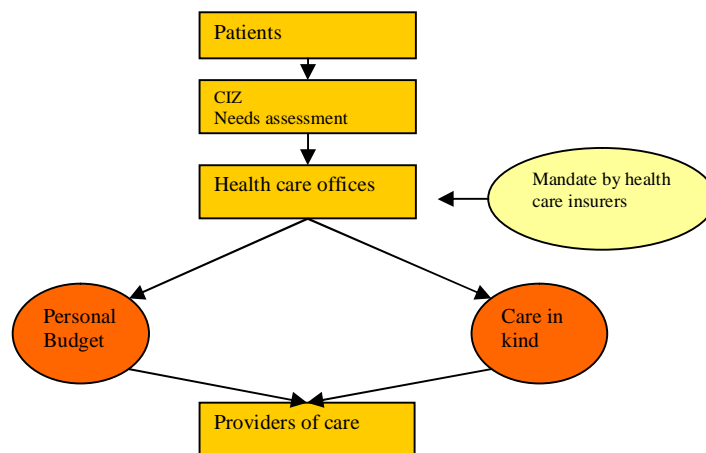 Patients
CIZ
Needs assessment
Health care offices
Mandate by health
care insurers
Personal
Budget
Care in
kind
Providers of care